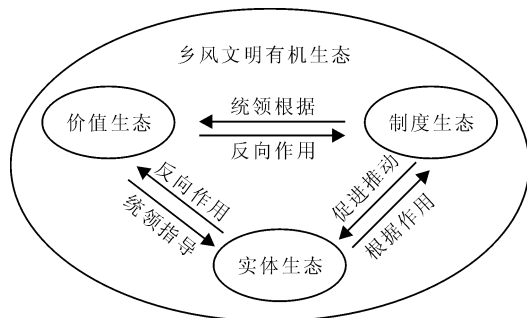 乡风文明有机生态
价值生态
统领根据
反向作用
制度生态
反向作用
统领指导
促进推动
根据作用
实体生态